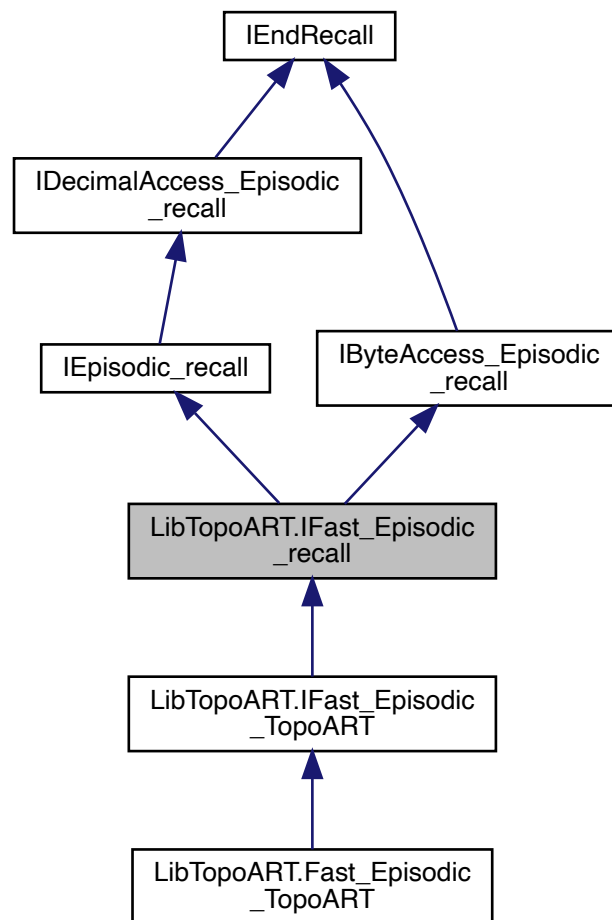 IEndRecall
IDecimalAccess_Episodic
_recall
IEpisodic_recall
IByteAccess_Episodic
_recall
LibTopoART.IFast_Episodic
_recall
LibTopoART.IFast_Episodic
_TopoART
LibTopoART.Fast_Episodic
_TopoART